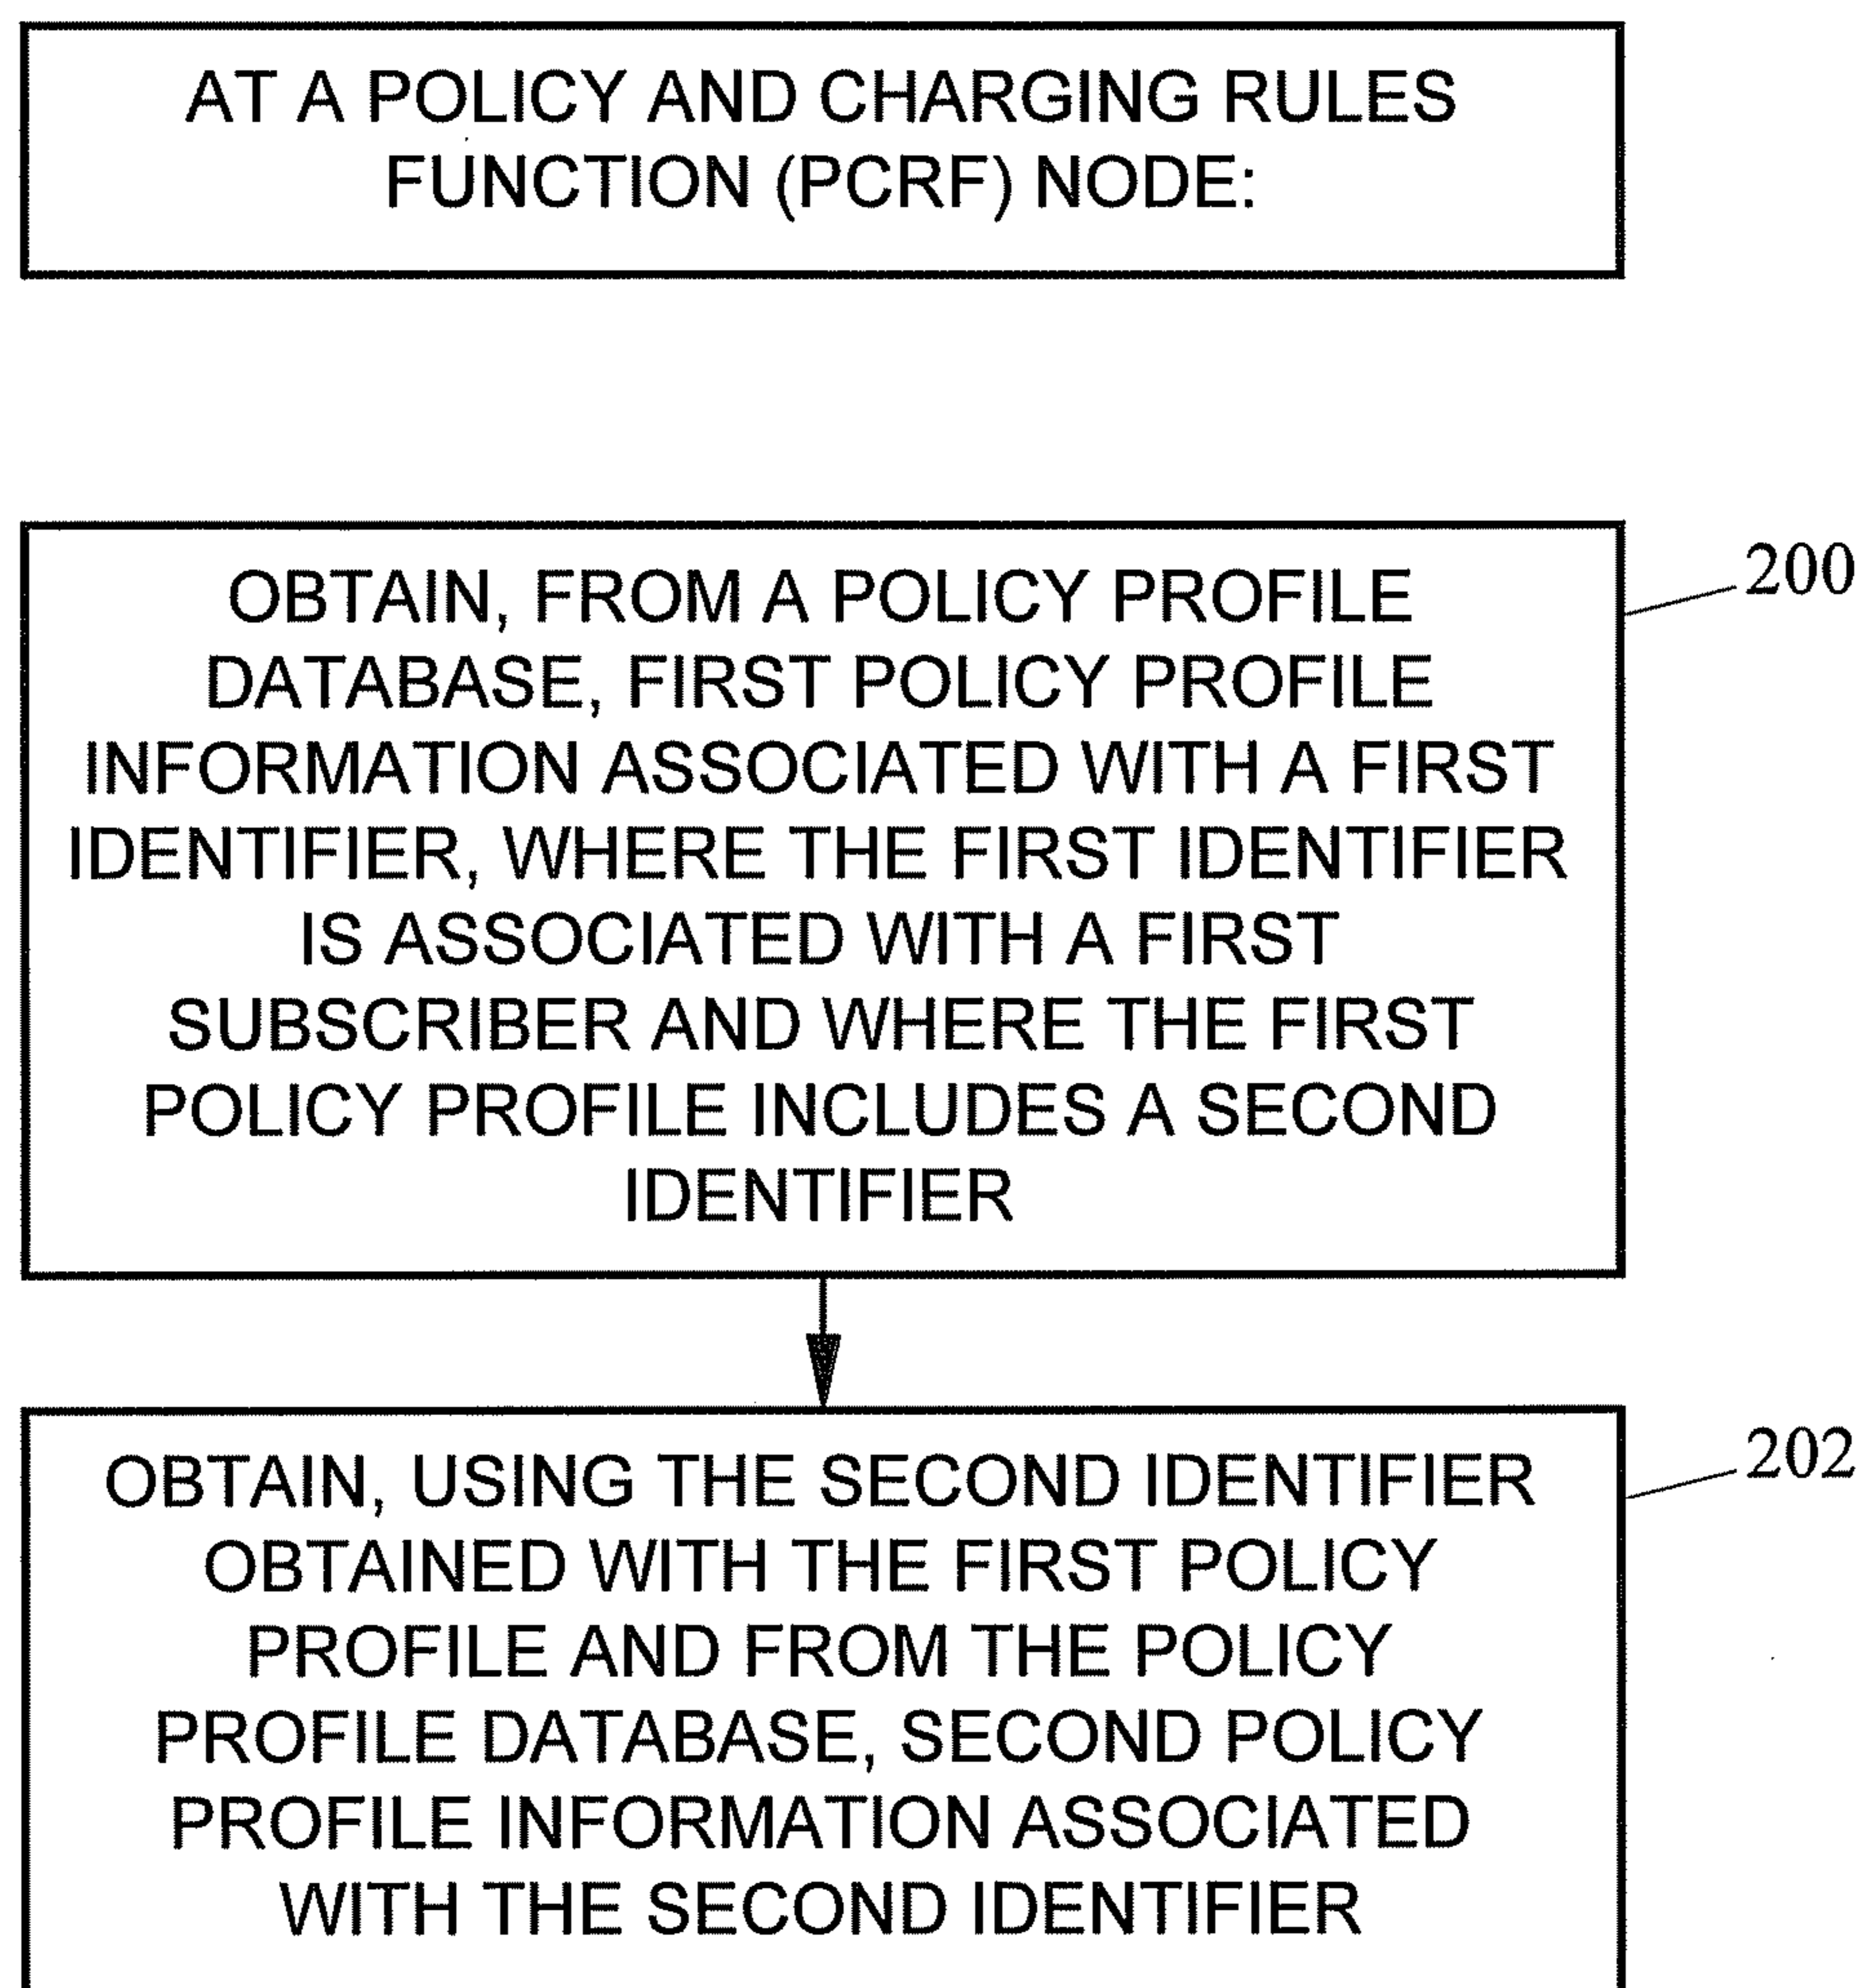 AT A POLICY AND CHARGING RULES
FUNCTION (PCRF) NODE:
OBTAIN, FROM A POLICY PROFILE
DATABASE, FIRST POLICY PROFILE
INFORMATION ASSOCIATED WITH A FIRST
IDENTIFIER, WHERE THE FIRST IDENTIFIER
IS ASSOCIATED WITH A FIRST
SUBSCRIBER AND WHERE THE FIRST
POLICY PROFILE INCLUDES A SECOND
IDENTIFIER
200
OBTAIN, USING THE SECOND IDENTIFIER
OBTAINED WITH THE FIRST POLICY
PROFILE AND FROM THE POLICY
PROFILE DATABASE, SECOND POLICY
PROFILE INFORMATION ASSOCIATED
WITH THE SECOND IDENTIFIER
202